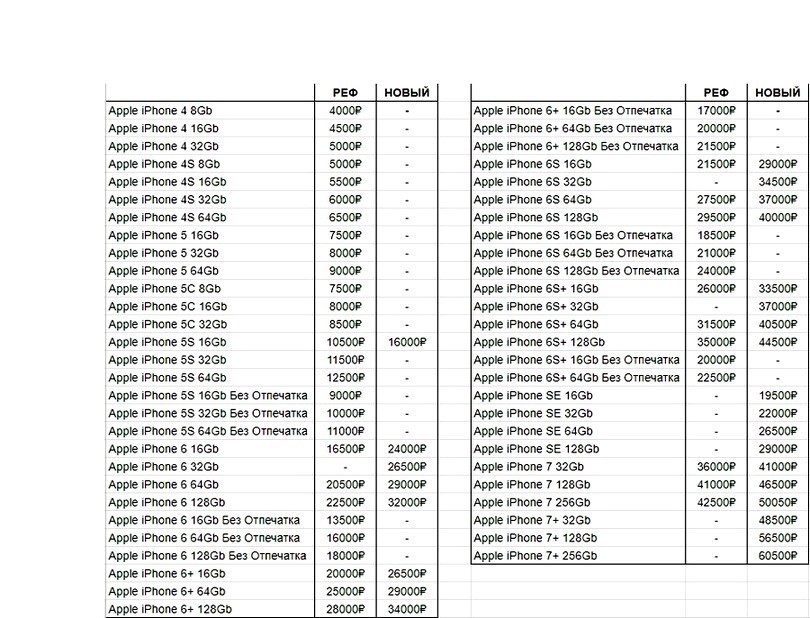 РЕФ НОВЫЙ
Apple iPhone 4 8Gb 4000₽ -
Apple iPhone 4 16Gb 4500₽ -
Apple iPhone 4 32Gb 5000₽ -
Apple iPhone 4S 8Gb 5000₽ -
Apple iPhone 4S 16Gb 5500₽ -
Apple iPhone 4S 32Gb 6000₽ -
Apple iPhone 4S 64Gb 6500₽ -
Apple iPhone 5 16Gb 7500₽ -
Apple iPhone 5 32Gb 8000₽ -
Apple iPhone 5 64Gb 9000₽ -
Apple iPhone 5C 8Gb 7500₽ -
Apple iPhone 5C 16Gb 8000₽ -
Apple iPhone 5C 32Gb 8500₽ -
Apple iPhone 5S 16Gb 10500₽ 16000₽
Apple iPhone 5S 32Gb 11500₽ -
Apple iPhone 5S 64Gb 12500₽ -
Apple iPhone 5S 16Gb Без Отпечатка 9000₽ -
Apple iPhone 5S 32Gb Без Отпечатка 10000₽ -
Apple iPhone 5S 64Gb Без Отпечатка 11000₽ -
Apple iPhone 6 16Gb 16500₽ 24000₽
Apple iPhone 6 32Gb - 26500₽
Apple iPhone 6 64Gb 20500₽ 29000₽
Apple iPhone 6 128Gb 22500₽ 32000₽
Apple iPhone 6 16Gb Без Отпечатка 13500₽ -
Apple iPhone 6 64Gb Без Отпечатка 16000₽ -
Apple iPhone 6 128Gb Без Отпечатка 18000₽ -
Apple iPhone 6+ 16Gb 20000₽ 26500₽
Apple iPhone 6+ 64Gb 25000₽ 29000₽
Apple iPhone 6+ 128Gb 28000₽ 34000₽
РЕФ НОВЫЙ
Apple iPhone 6+ 16Gb Без Отпечатка 17000₽ -
Apple iPhone 6+ 64Gb Без Отпечатка 20000₽ -
Apple iPhone 6+ 128Gb Без Отпечатка 21500₽ -
Apple iPhone 6S 16Gb 21500₽ 29000₽
Apple iPhone 6S 32Gb - 34500₽
Apple iPhone 6S 64Gb 27500₽ 37000₽
Apple iPhone 6S 128Gb 29500₽ 40000₽
Apple iPhone 6S 16Gb Без Отпечатка 18500₽ -
Apple iPhone 6S 64Gb Без Отпечатка 21000₽ -
Apple iPhone 6S 128Gb Без Отпечатка 24000₽ -
Apple iPhone 6S+ 16Gb 26000₽ 33500₽
Apple iPhone 6S+ 32Gb - 37000₽
Apple iPhone 6S+ 64Gb 31500₽ 40500₽
Apple iPhone 6S+ 128Gb 35000₽ 44500₽
Apple iPhone 6S+ 16Gb Без Отпечатка 20000₽ -
Apple iPhone 6S+ 64Gb Без Отпечатка 22500₽ -
Apple iPhone SE 16Gb - 19500₽
Apple iPhone SE 32Gb - 22000₽
Apple iPhone SE 64Gb - 26500₽
Apple iPhone SE 128Gb - 29000₽
Apple iPhone 7 32Gb 36000₽ 41000₽
Apple iPhone 7 128Gb 41000₽ 46500₽
Apple iPhone 7 256Gb 42500₽ 50050₽
Apple iPhone 7+ 32Gb - 48500₽
Apple iPhone 7+ 128Gb - 56500₽
Apple iPhone 7+ 256Gb - 60500₽